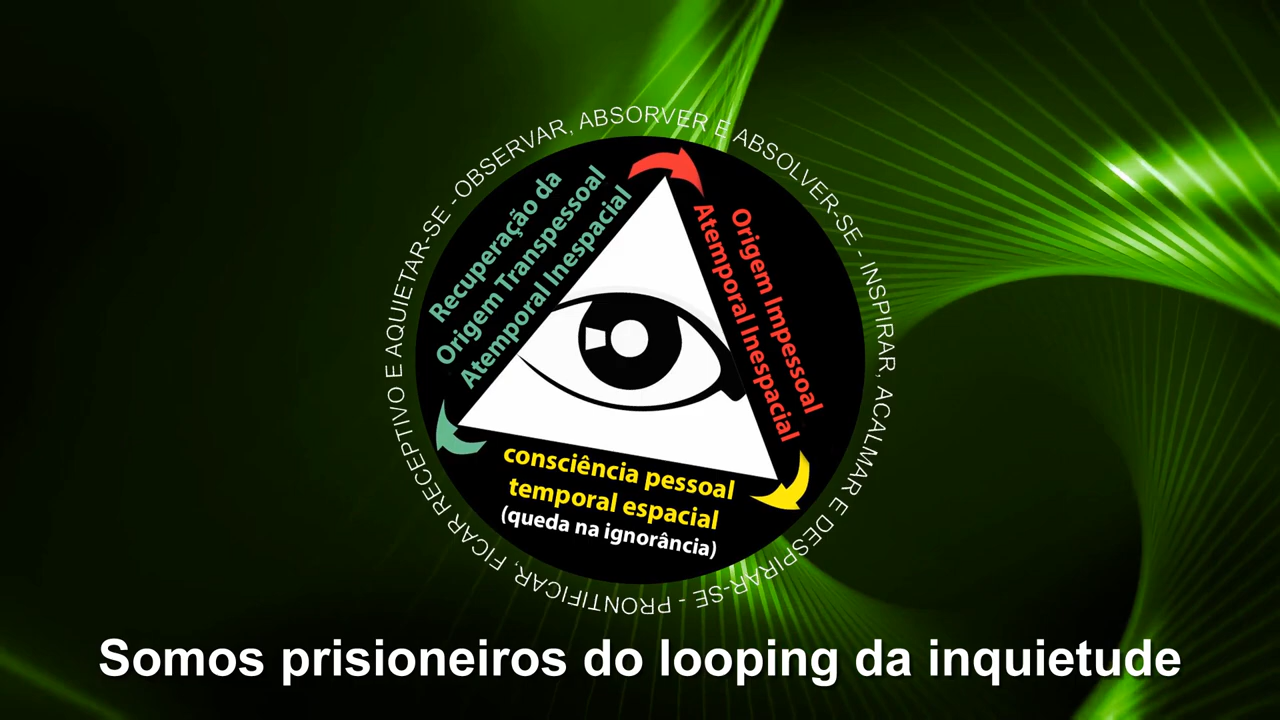 OBSERVAR, ABSORVER E ABSOLVER-SE - INSPIRAR, ACALMAR E DESPIRAR-SE - PRONTIFICAR, FICAR RECEPTIVO E AQUIETAR-SE -
Recuperação da
Origem Transpessoal
Atemporal Inespacial
Origem Impessoal
Atemporal Inespacial
consciência pessoal
temporal espacial
(queda na ignorância)
Somos prisioneiros do looping da inquietude